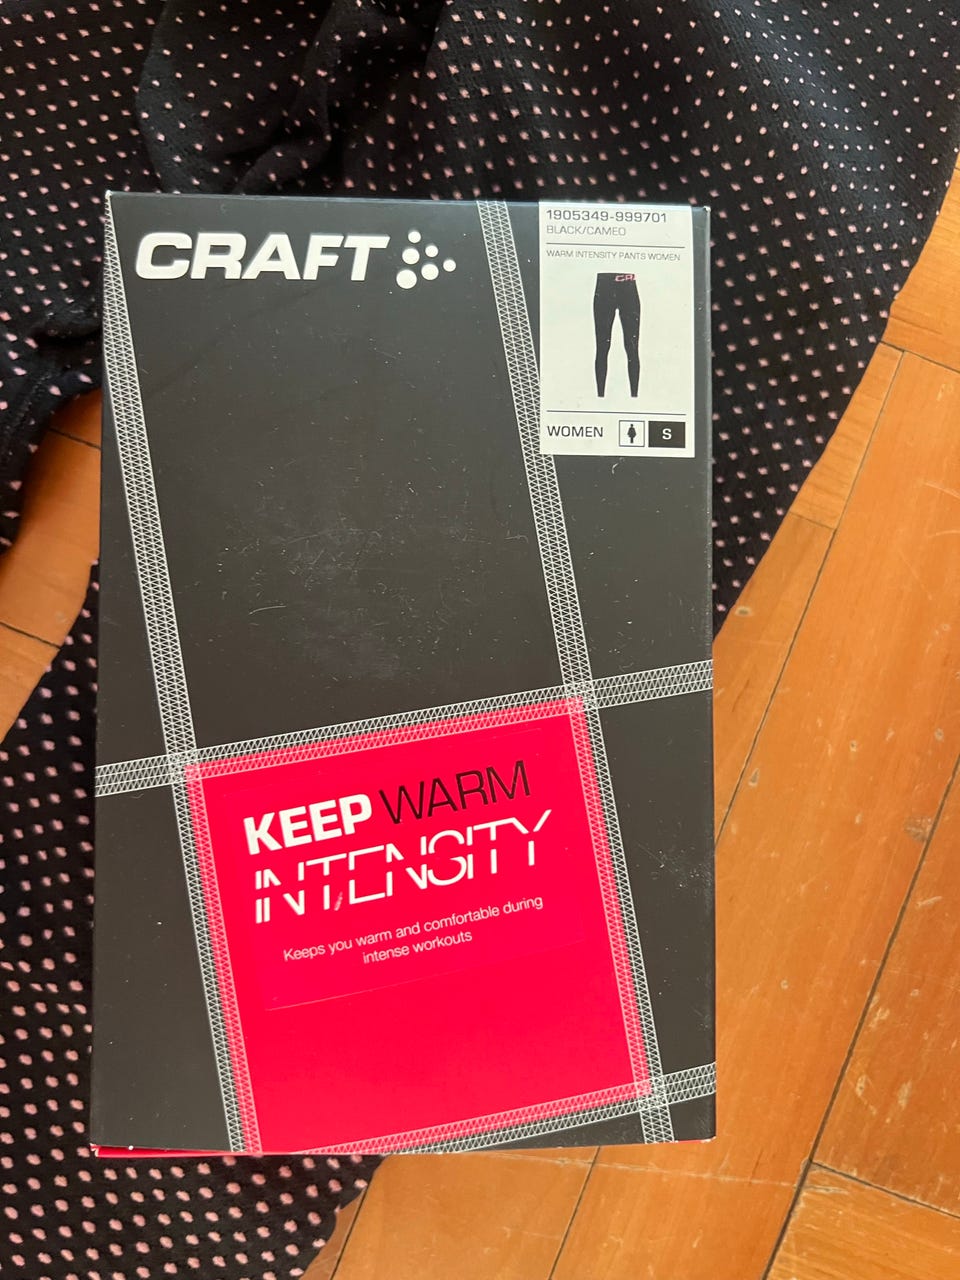 CRAFT
1905349-999701
BLACK/CAMEO
WARM INTENSITY PANTS WOMEN
WOMEN S
KEEP WARM
INTENSITY
Keeps you warm and comfortable during
intense workouts